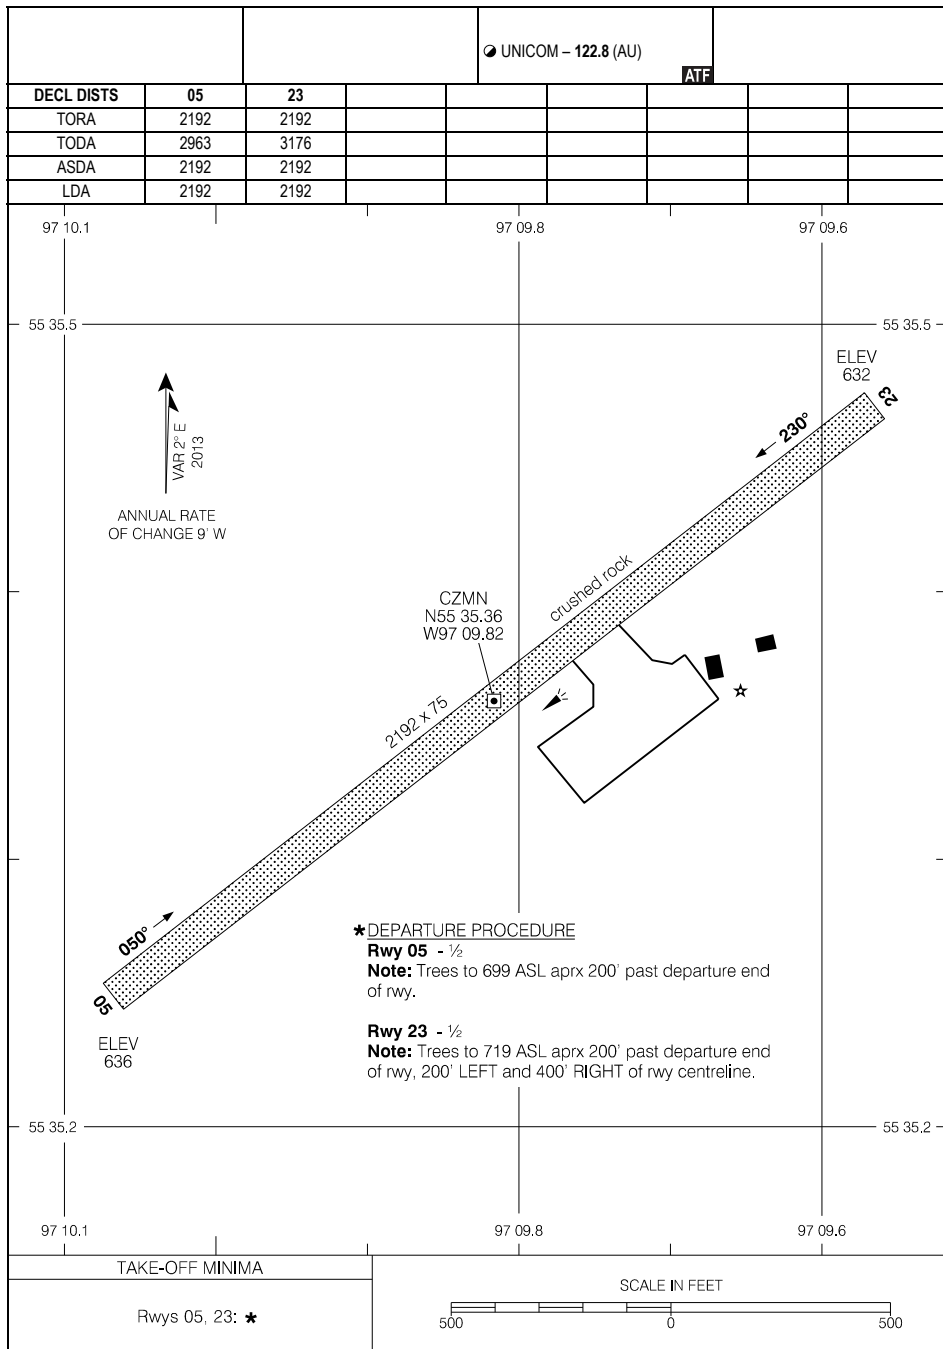 UNICOM – 122.8 (AU)
ATF
DECL DISTS 05 23
TORA 2192 2192
TODA 2963 3176
ASDA 2192 2192
LDA 2192 2192
97 10.1 97 09.8 97 09.6
55 35.5 55 35.5
ELEV
632
23
230°
VAR 2° E
2013
ANNUAL RATE
OF CHANGE 9' W
crushed rock
CZMN
N55 35.36
W97 09.82
2192 x 75
050°
05
ELEV
636
*DEPARTURE PROCEDURE
Rwy 05 - ½
Note: Trees to 699 ASL aprx 200' past departure end
of rwy.
Rwy 23 - ½
Note: Trees to 719 ASL aprx 200' past departure end
of rwy, 200' LEFT and 400' RIGHT of rwy centreline.
55 35.2 55 35.2
97 10.1 97 09.8 97 09.6
TAKE-OFF MINIMA
Rwys 05, 23: *
SCALE IN FEET
500 0 500